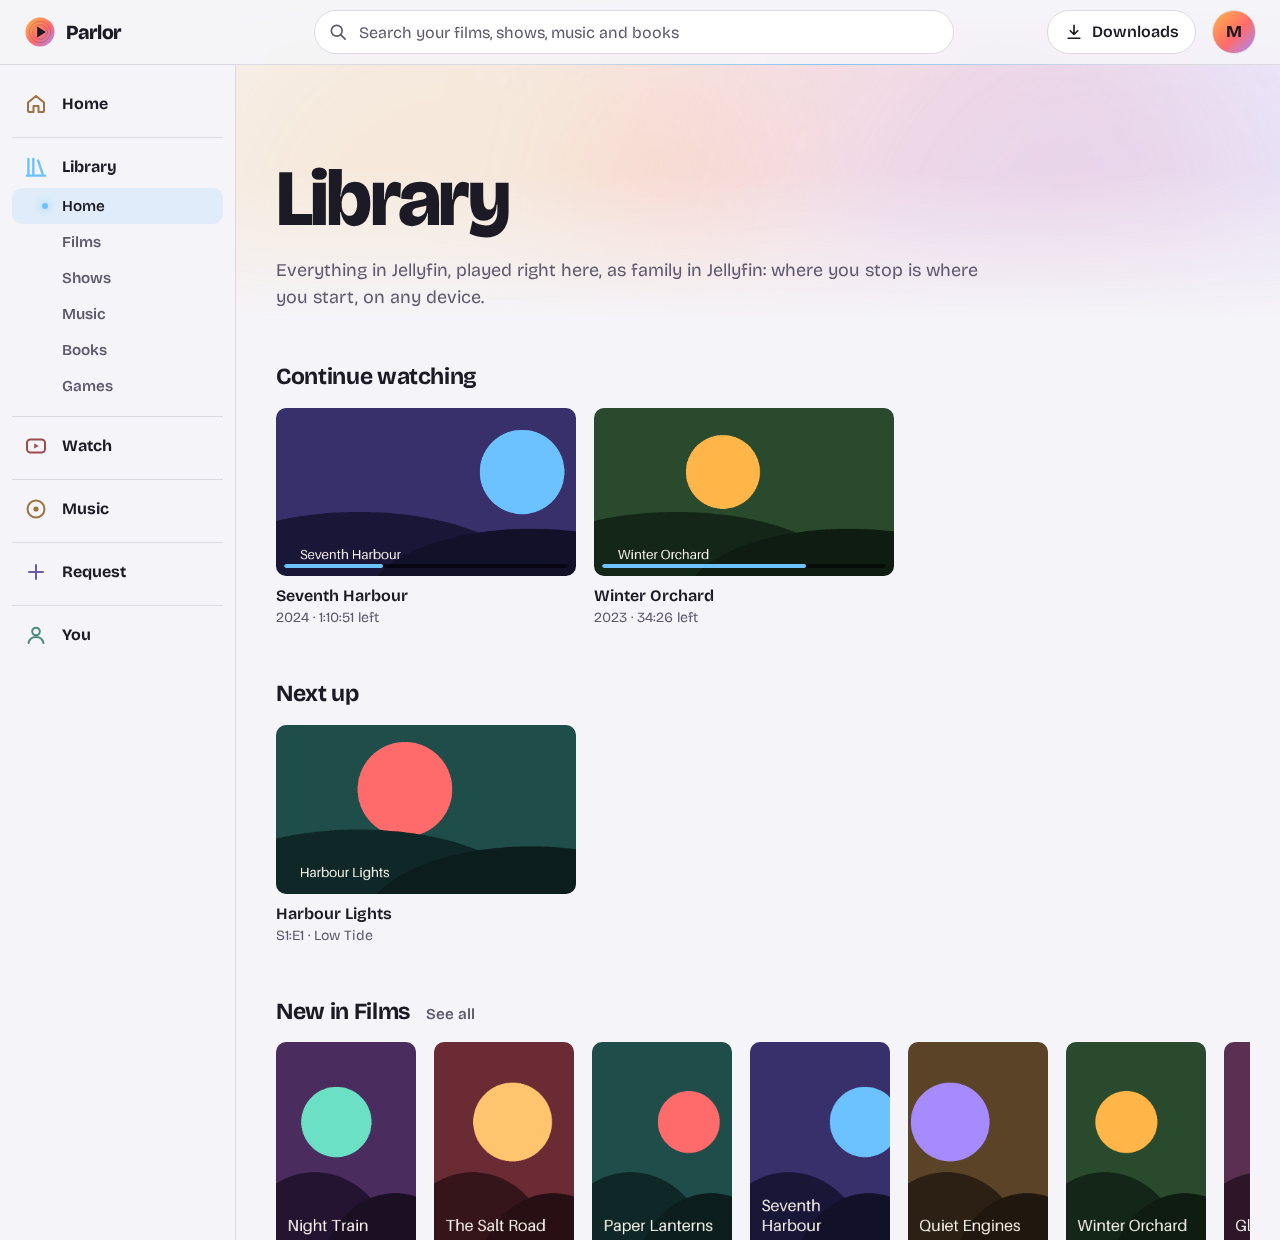 Parlor
Search your films, shows, music and books
Downloads
M
Home
Library
Home
Films
Shows
Music
Books
Games
Watch
Music
Request
You
Library
Everything in Jellyfin, played right here, as family in Jellyfin: where you stop is where
you start, on any device.
Continue watching
Seventh Harbour
Winter Orchard
Seventh Harbour
2024 · 1:10:51 left
Winter Orchard
2023 · 34:26 left
Next up
Harbour Lights
Harbour Lights
S1:E1 · Low Tide
New in Films
See all
Night Train
The Salt Road
Paper Lanterns
Seventh
Harbour
Quiet Engines
Winter Orchard